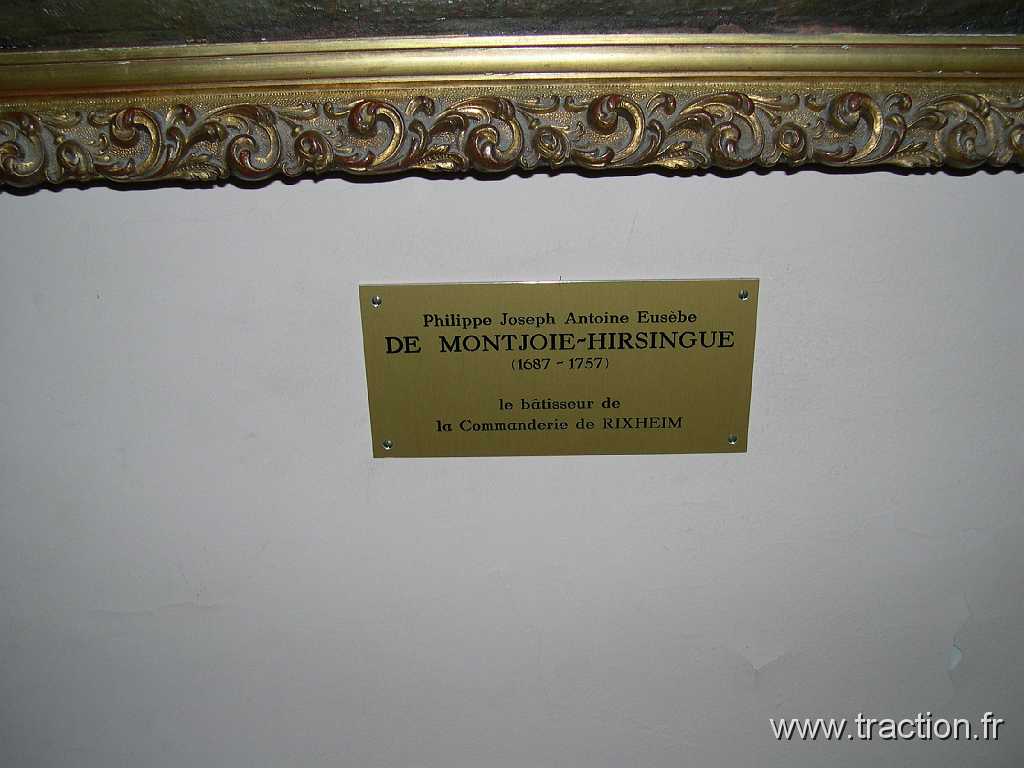 Philippe Joseph Antoine Eusèbe
DE MONTJOIE-HIRSINGUE
(1687 - 1757)
le bâtisseur de
la Commanderie de RIXHEIM
www.traction.fr